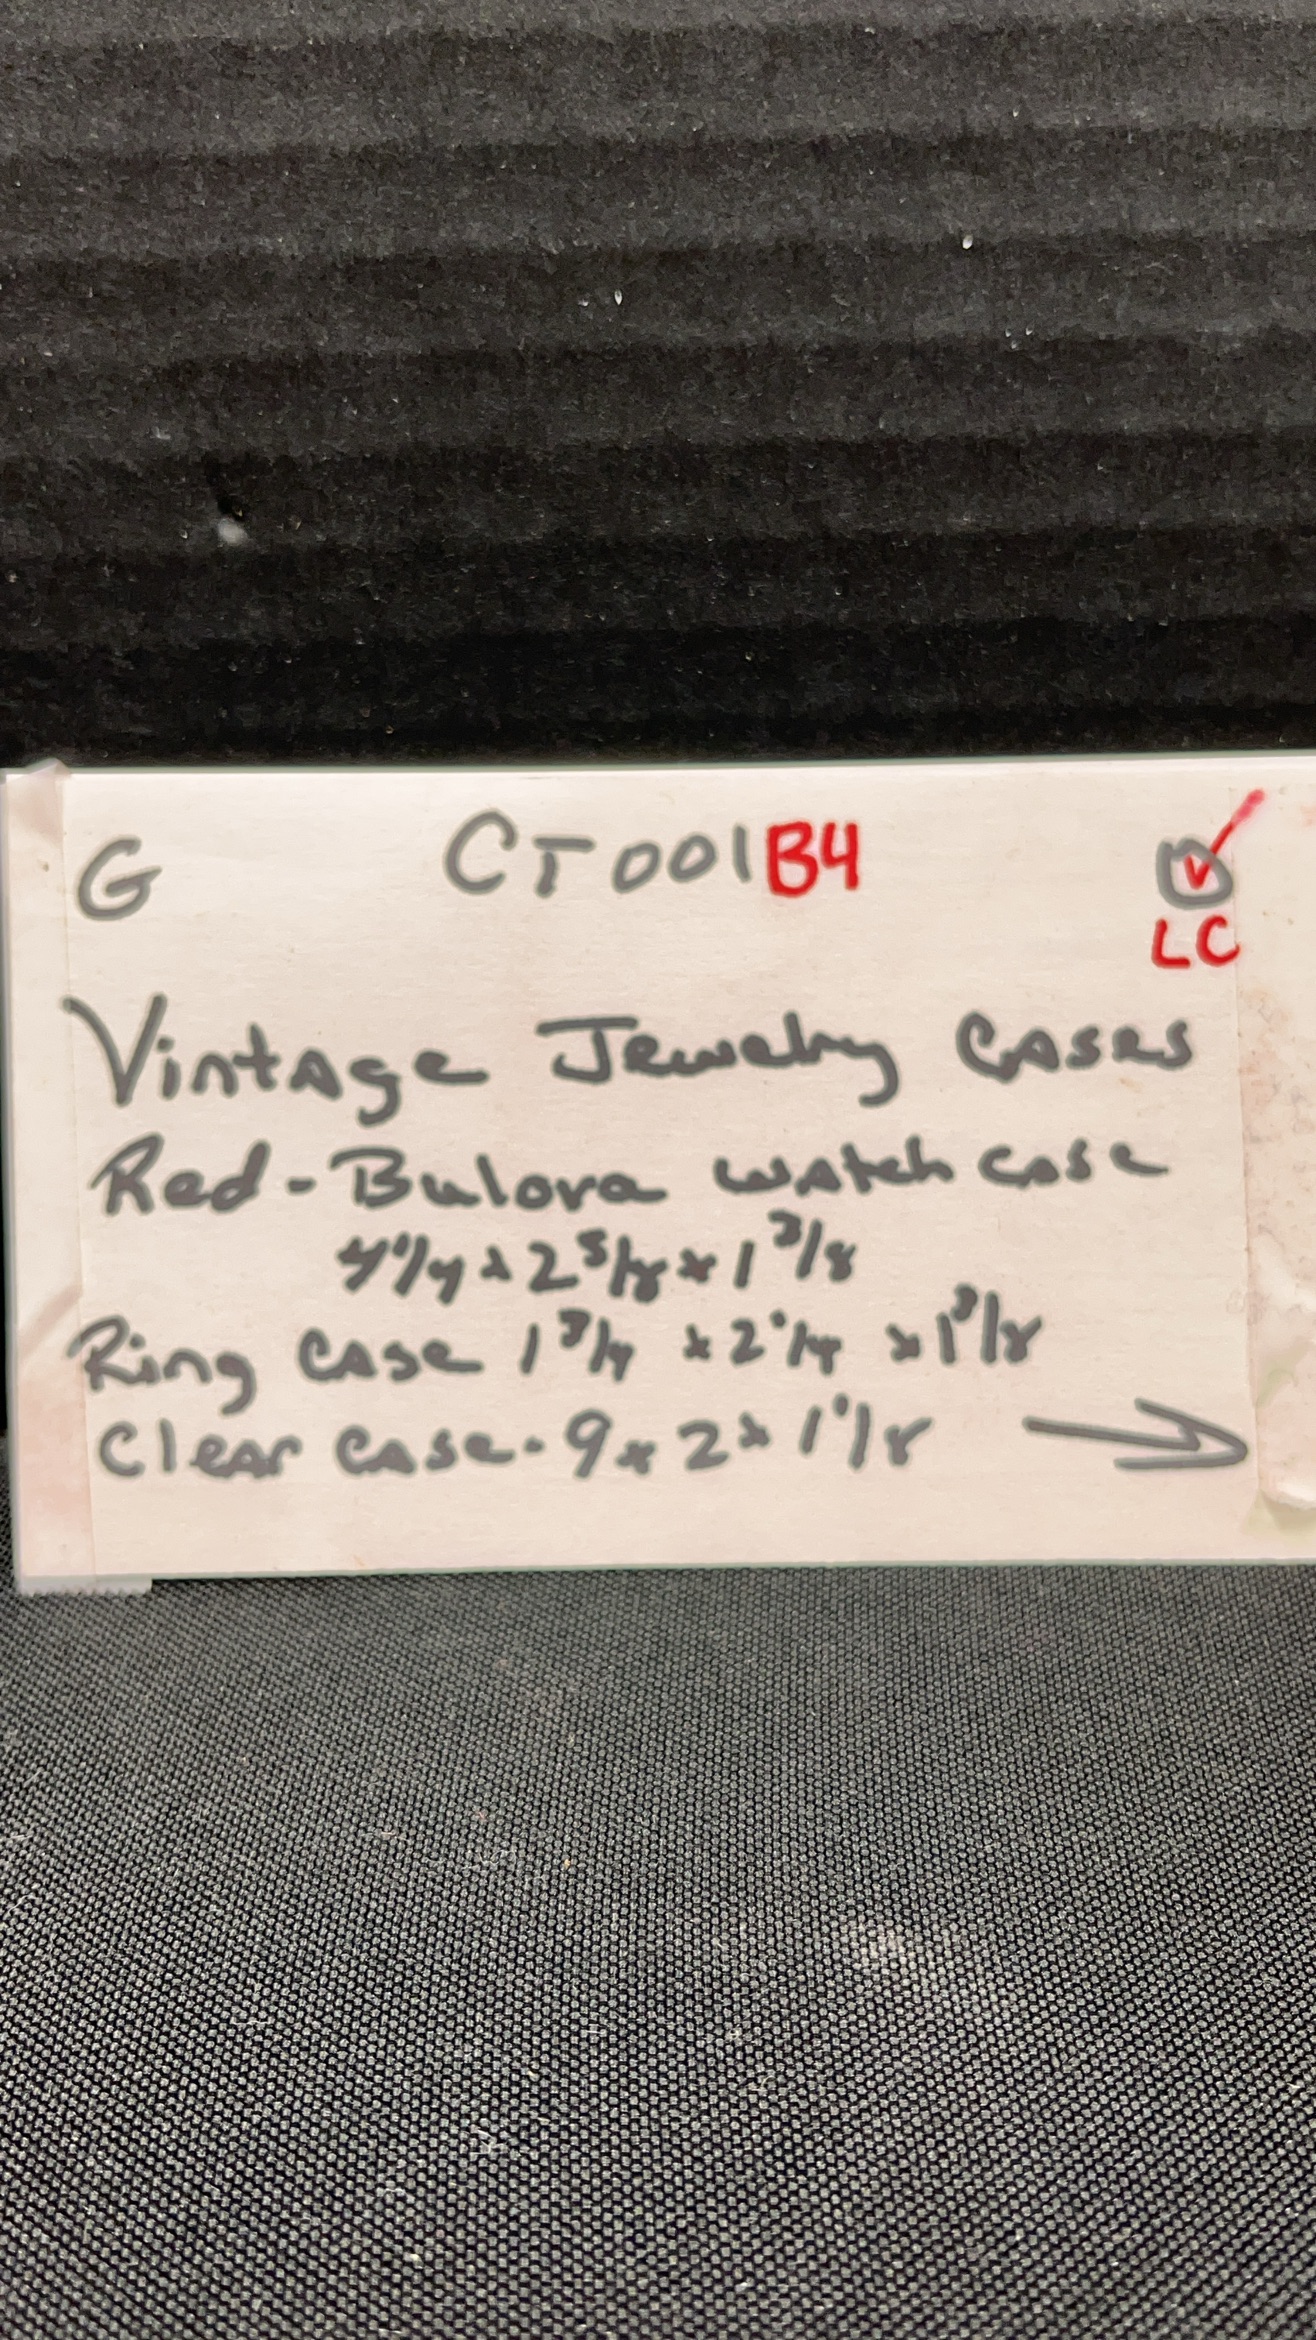 G CT001B4
LC
Vintage Jewelry Cases
Red - Bulova watch case
4 1/4 x 2 5/8 x 1 3/8
Ring Case 1 3/4 x 2 1/4 x 1 3/8
Clear Case - 9 x 2 x 1 1/8 →